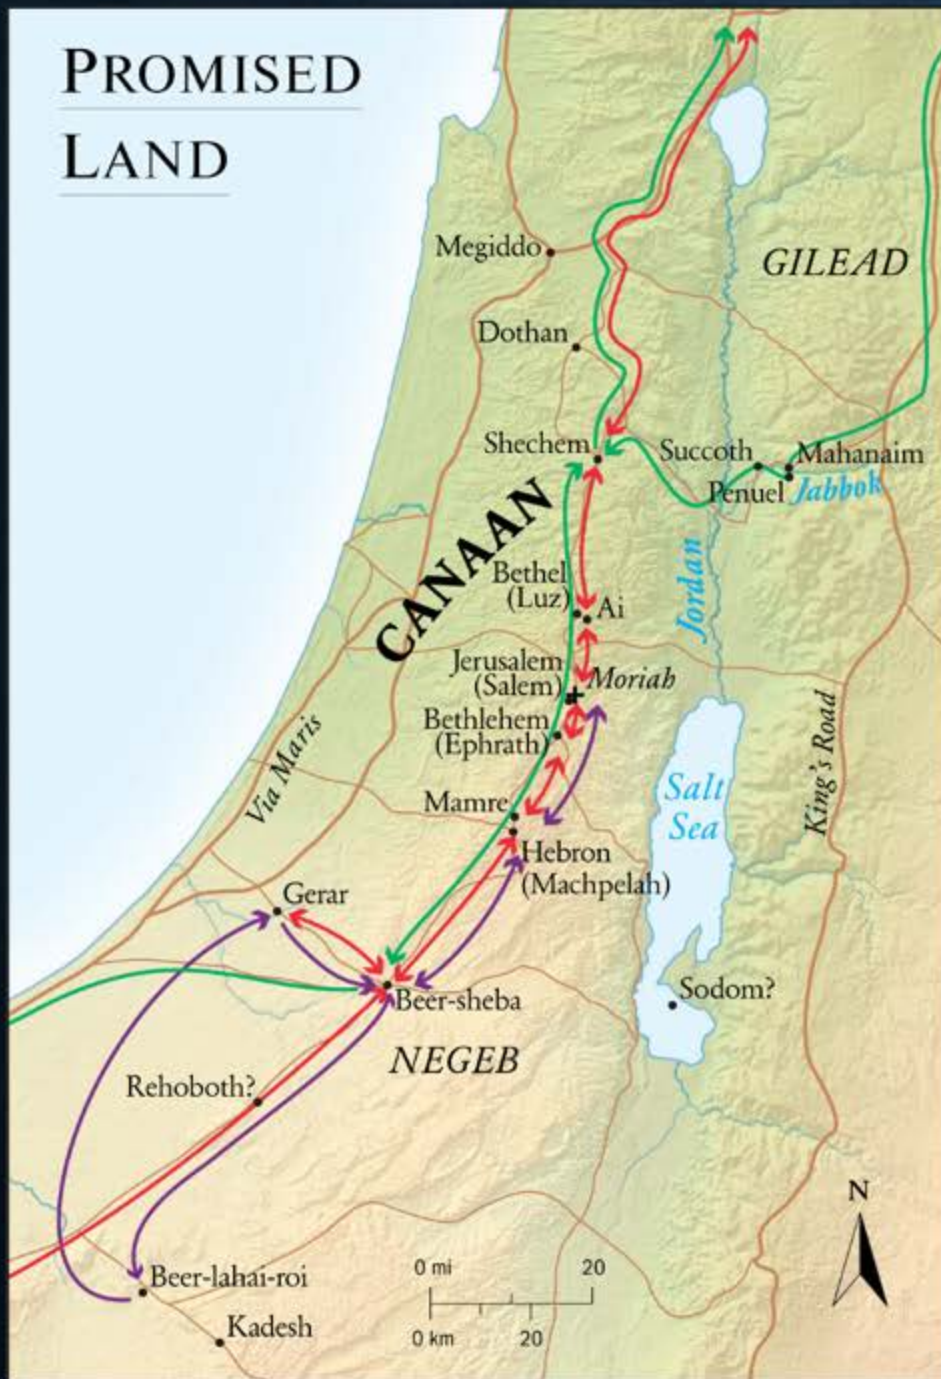 PROMISED
LAND
Megiddo
GILEAD
Dothan
Shechem
Succoth
Mahanaim
Penuel
Jabbok
CANAAN
Jordan
Bethel
(Luz)
Ai
Jerusalem
(Salem)
Moriah
Bethlehem
(Ephrath)
Via Maris
King's Road
Salt
Sea
Mamre
Hebron
(Machpelah)
Gerar
Beer-sheba
Sodom?
NEGEB
Rehoboth?
N
Beer-lahai-roi
0 mi 20
Kadesh
0 km 20